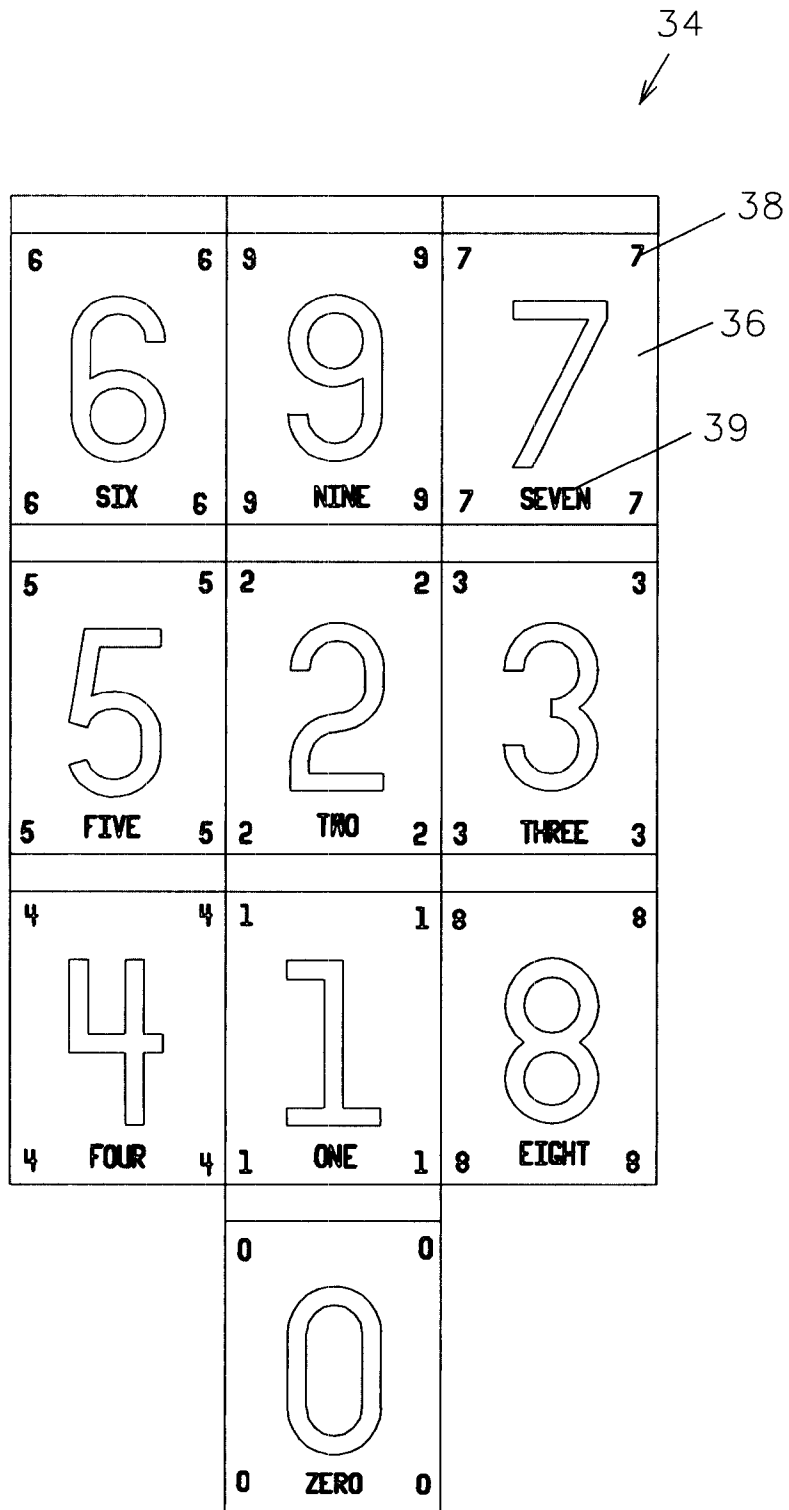 34
38
6 6 9 9 7 7
6 9 7
36
39
SIX NINE SEVEN
6 6 9 9 7 7
5 5 2 2 3 3
5 2 3
FIVE TWO THREE
5 5 2 2 3 3
4 4 1 1 8 8
4 1 8
FOUR ONE EIGHT
4 4 1 1 8 8
0 0
0
0 ZERO 0